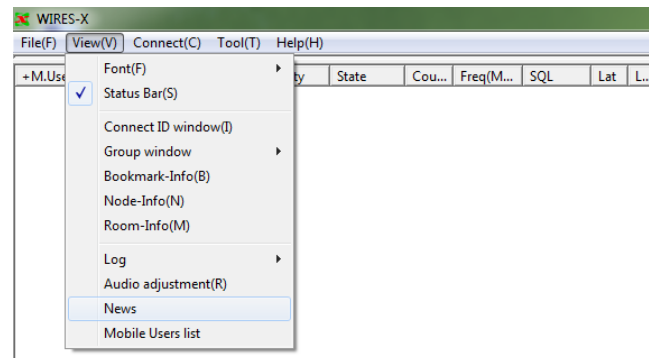 WIRES-X
File(F) View(V) Connect(C) Tool(T) Help(H)
+M.Use ty State Cou... Freq(M... SQL Lat L...
Font(F)
Status Bar(S)
Connect ID window(I)
Group window
Bookmark-Info(B)
Node-Info(N)
Room-Info(M)
Log
Audio adjustment(R)
News
Mobile Users list